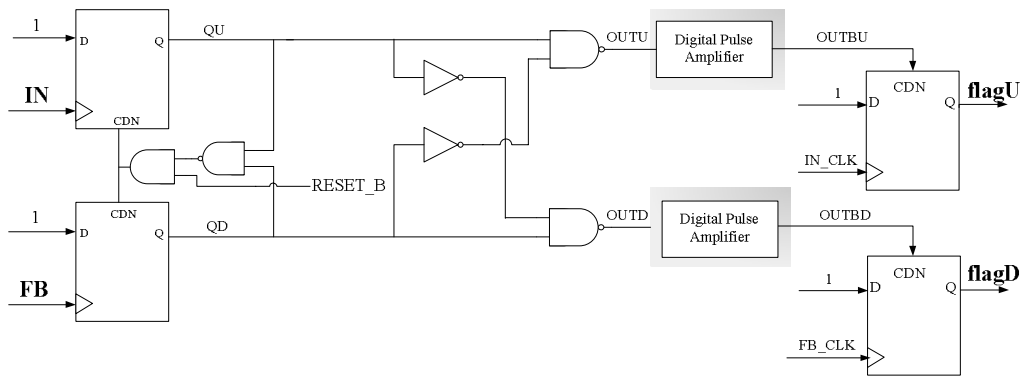 1
D
Q
QU
IN
CDN
OUTU
Digital Pulse
Amplifier
OUTBU
CDN
1
D
Q
flagU
IN_CLK
RESET_B
CDN
1
D
Q
QD
FB
OUTD
Digital Pulse
Amplifier
OUTBD
CDN
1
D
Q
flagD
FB_CLK